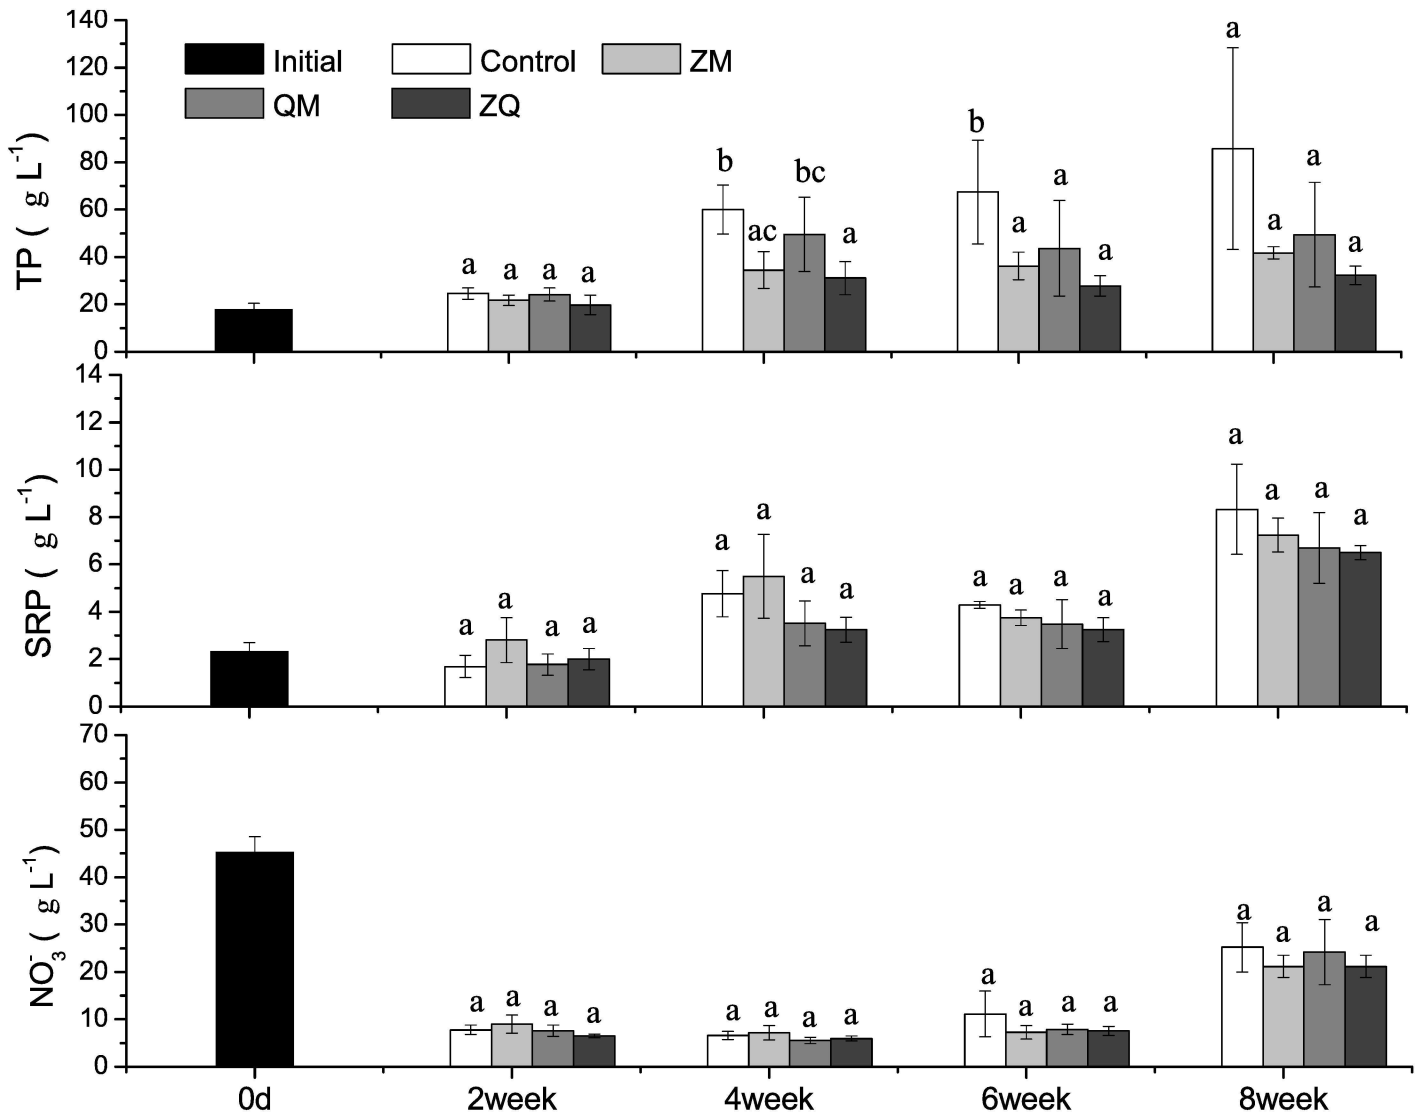 140
120
100
80
60
40
20
0
TP ( g L-1)
Initial Control ZM
QM ZQ
a a a a
b ac bc a
b a a a
a a a a
14
12
10
8
6
4
2
0
SRP ( g L-1)
a a a a
a a a a
a a a a
a a a a
70
60
50
40
30
20
10
0
NO3- ( g L-1)
a a a a
a a a a
a a a a
a a a a
0d 2week 4week 6week 8week